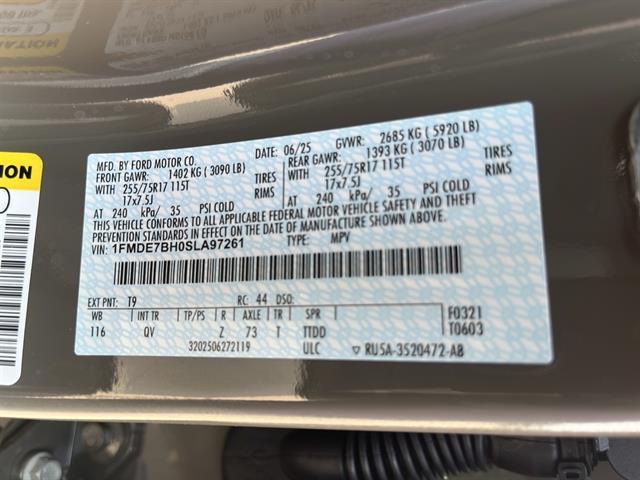 MFD. BY FORD MOTOR CO.
DATE: 06/25 GVWR: 2685 KG ( 5920 LB)
FRONT GAWR: 1402 KG ( 3090 LB) REAR GAWR: 1393 KG ( 3070 LB)
WITH 255/75R17 115T TIRES WITH 255/75R17 115T TIRES
17x7.5J RIMS 17x7.5J RIMS
AT 240 kPa/ 35 PSI COLD AT 240 kPa/ 35 PSI COLD
THIS VEHICLE CONFORMS TO ALL APPLICABLE FEDERAL MOTOR VEHICLE SAFETY AND THEFT
PREVENTION STANDARDS IN EFFECT ON THE DATE OF MANUFACTURE SHOWN ABOVE.
VIN: 1FMDE7BH0SLA97261 TYPE: MPV
EXT PNT: T9 RC: 44 DSO: F0321
WB INT TR TP/PS R AXLE TR SPR T0603
116 QV Z 73 T TTDD
3202506272119 ULC ▽ RU5A-3520472-AB